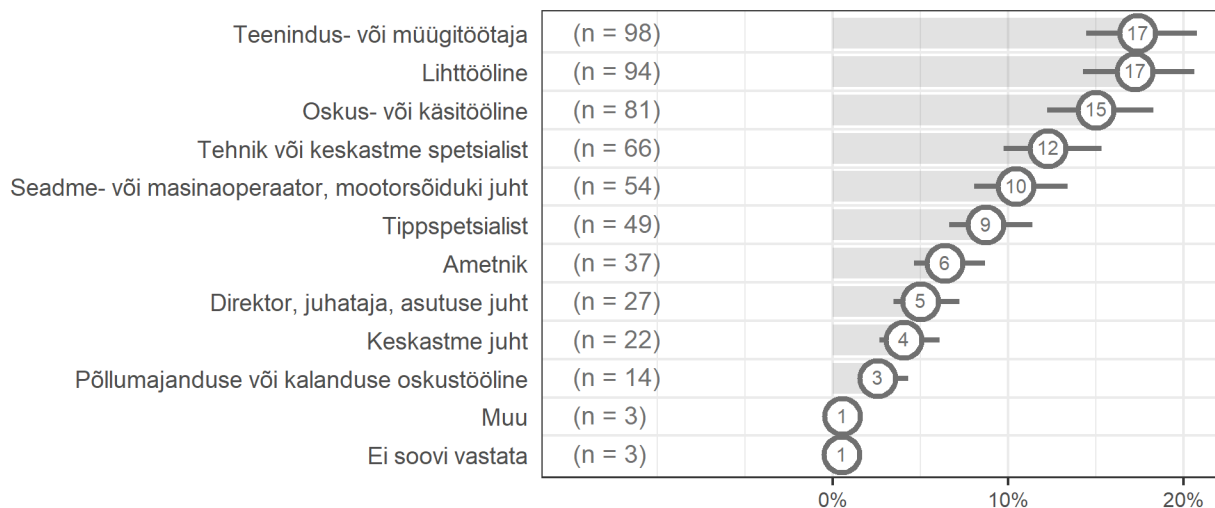 Teenindus- või müügitöötaja (n = 98) 17
Lihttööline (n = 94) 17
Oskus- või käsitööline (n = 81) 15
Tehnik või keskastme spetsialist (n = 66) 12
Seadme- või masinaoperaator, mootorsõiduki juht (n = 54) 10
Tippspetsialist (n = 49) 9
Ametnik (n = 37) 6
Direktor, juhataja, asutuse juht (n = 27) 5
Keskastme juht (n = 22) 4
Põllumajanduse või kalanduse oskustööline (n = 14) 3
Muu (n = 3) 1
Ei soovi vastata (n = 3) 1
0% 10% 20%